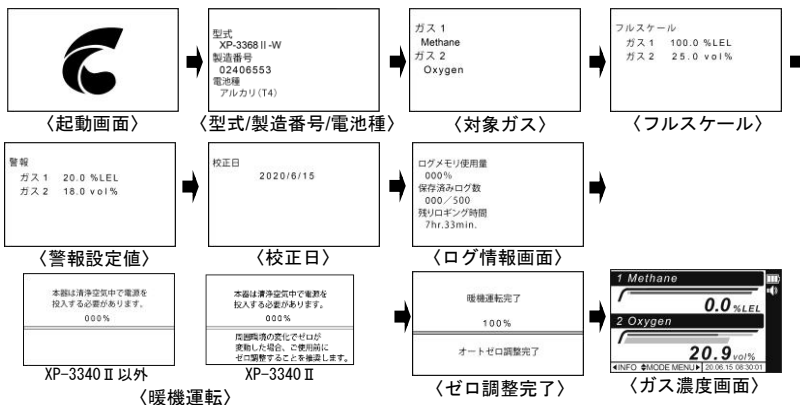 型式
XP-3368Ⅱ-W
製造番号
02406553
電池種
アルカリ(T4)
ガス 1
Methane
ガス 2
Oxygen
フルスケール
ガス 1 100.0 %LEL
ガス 2 25.0 vol%
〈起動画面〉
〈型式/製造番号/電池種〉
〈対象ガス〉
〈フルスケール〉
警報
ガス 1 20.0 %LEL
ガス 2 18.0 vol%
校正日
2020/6/15
ログメモリ使用量
000%
保存済みログ数
000/500
残りロギング時間
7hr.33min.
〈警報設定値〉
〈校正日〉
〈ログ情報画面〉
本器は清浄空気中で電源を
投入する必要があります。
000%
XP-3340Ⅱ以外
本器は清浄空気中で電源を
投入する必要があります。
000%
周囲環境の変化でゼロが
変動した場合、ご使用前に
ゼロ調整することを推奨します。
XP-3340Ⅱ
〈暖機運転〉
暖機運転完了
100%
オートゼロ調整完了
〈ゼロ調整完了〉
1 Methane
0.0 %LEL
2 Oxygen
20.9 vol%
◀INFO ◆MODE MENU▶ 20.06.15 08:30:01
〈ガス濃度画面〉